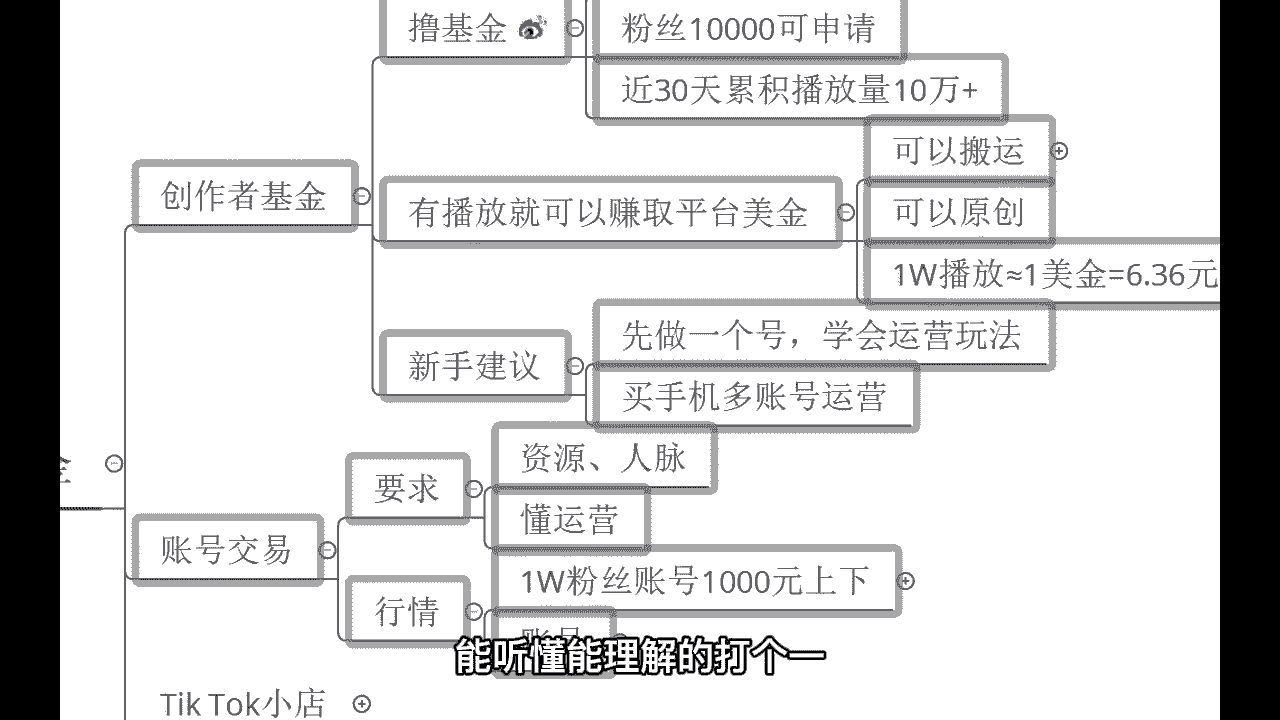 撸基金
粉丝10000可申请
近30天累积播放量10万+
创作者基金
有播放就可以赚取平台美金
可以搬运
可以原创
1W播放≈1美金=6.36元
新手建议
先做一个号，学会运营玩法
买手机多账号运营
账号交易
要求
资源、人脉
懂运营
行情
1W粉丝账号1000元上下
账号
TikTok小店
能听懂能理解的打个一